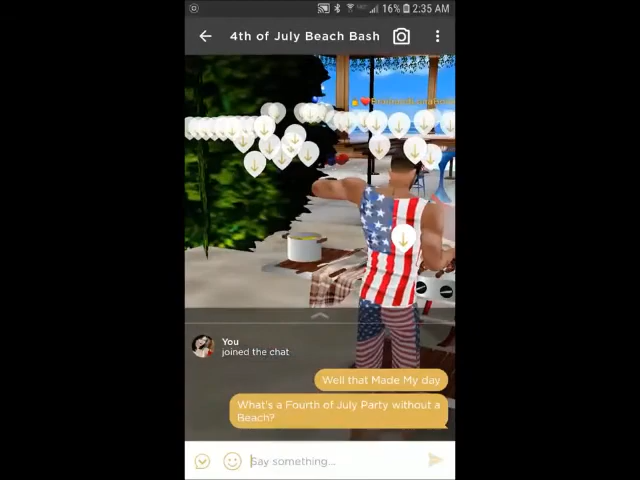 16% 2:35 AM
4th of July Beach Bash
You
joined the chat
Well that Made My day
What's a Fourth of July Party without a
Beach?
Say something...